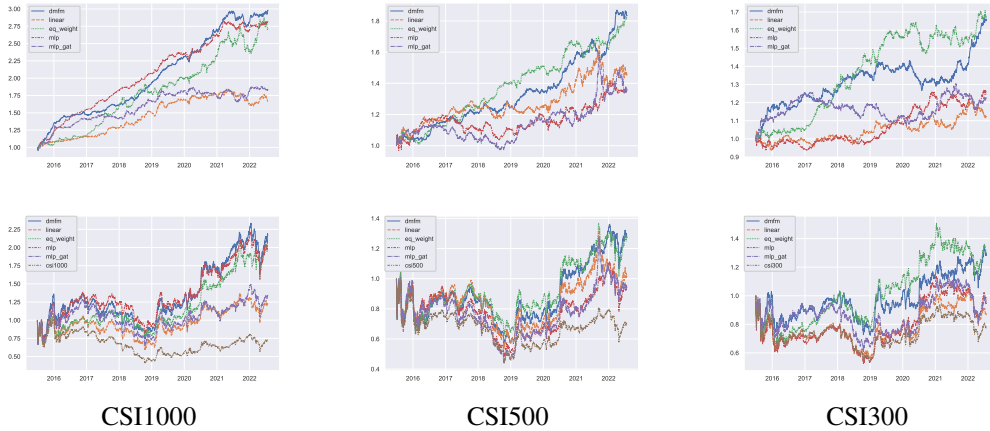 dmfm
linear
eq_weight
mlp
mlp_gat
3.00
2.75
2.50
2.25
2.00
1.75
1.50
1.25
1.00
2016 2017 2018 2019 2020 2021 2022
dmfm
linear
eq_weight
mlp
mlp_gat
1.8
1.6
1.4
1.2
1.0
2016 2017 2018 2019 2020 2021 2022
dmfm
linear
eq_weight
mlp
mlp_gat
1.7
1.6
1.5
1.4
1.3
1.2
1.1
1.0
0.9
2016 2017 2018 2019 2020 2021 2022
dmfm
linear
eq_weight
mlp
mlp_gat
csi1000
2.25
2.00
1.75
1.50
1.25
1.00
0.75
0.50
2016 2017 2018 2019 2020 2021 2022
dmfm
linear
eq_weight
mlp
mlp_gat
csi500
1.4
1.2
1.0
0.8
0.6
0.4
2016 2017 2018 2019 2020 2021 2022
dmfm
linear
eq_weight
mlp
mlp_gat
csi300
1.4
1.2
1.0
0.8
0.6
2016 2017 2018 2019 2020 2021 2022
CSI1000 CSI500 CSI300